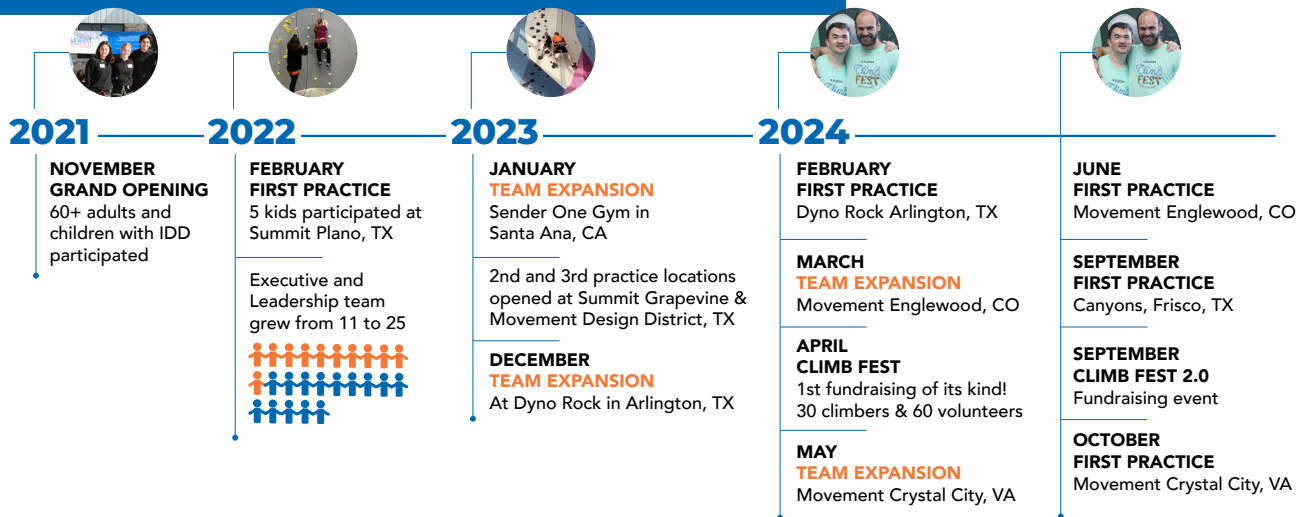 2021
NOVEMBER
GRAND OPENING
60+ adults and
children with IDD
participated
2022
FEBRUARY
FIRST PRACTICE
5 kids participated at
Summit Plano, TX
Executive and
Leadership team
grew from 11 to 25
2023
JANUARY
TEAM EXPANSION
Sender One Gym in
Santa Ana, CA
2nd and 3rd practice locations
opened at Summit Grapevine &
Movement Design District, TX
DECEMBER
TEAM EXPANSION
At Dyno Rock in Arlington, TX
2024
FEBRUARY
FIRST PRACTICE
Dyno Rock Arlington, TX
MARCH
TEAM EXPANSION
Movement Englewood, CO
APRIL
CLIMB FEST
1st fundraising of its kind!
30 climbers & 60 volunteers
MAY
TEAM EXPANSION
Movement Crystal City, VA
JUNE
FIRST PRACTICE
Movement Englewood, CO
SEPTEMBER
FIRST PRACTICE
Canyons, Frisco, TX
SEPTEMBER
CLIMB FEST 2.0
Fundraising event
OCTOBER
FIRST PRACTICE
Movement Crystal City, VA